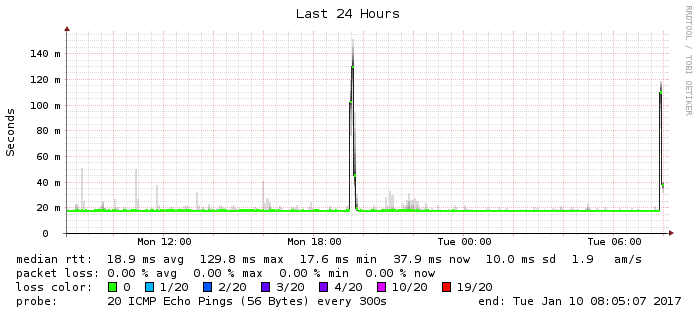 Last 24 Hours
RRDTOOL / TOBI OETIKER
Seconds
140 m
120 m
100 m
80 m
60 m
40 m
20 m
0
Mon 12:00 Mon 18:00 Tue 00:00 Tue 06:00
median rtt: 18.9 ms avg 129.8 ms max 17.6 ms min 37.9 ms now 10.0 ms sd 1.9 am/s
packet loss: 0.00 % avg 0.00 % max 0.00 % min 0.00 % now
loss color: 0 1/20 2/20 3/20 4/20 10/20 19/20
probe: 20 ICMP Echo Pings (56 Bytes) every 300s end: Tue Jan 10 08:05:07 2017